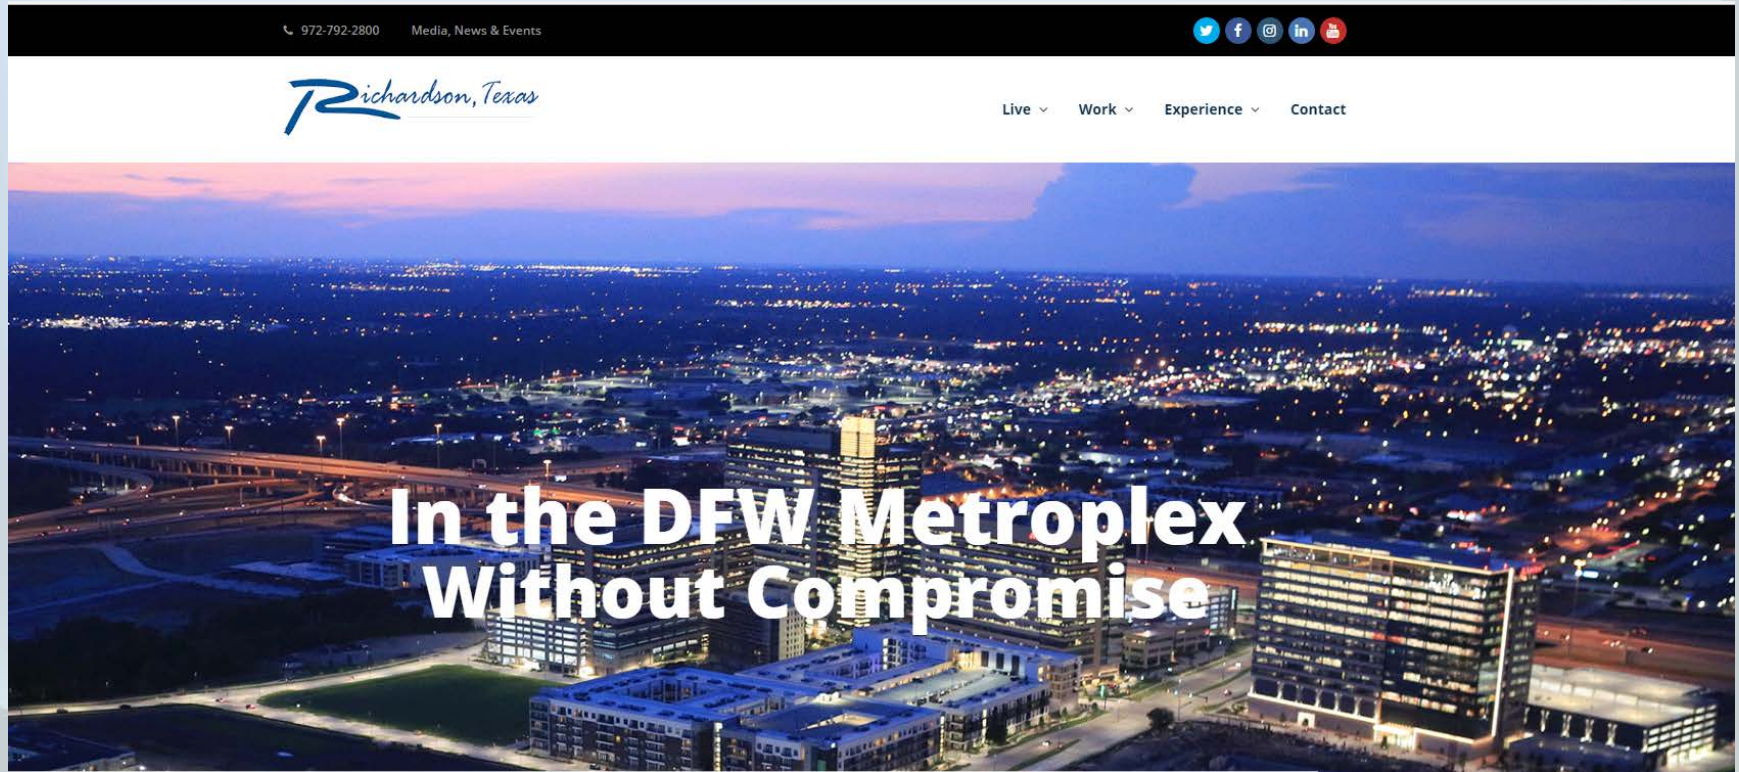 972-792-2800 Media, News & Events
Richardson, Texas
Live Work Experience Contact
In the DFW Metroplex
Without Compromise